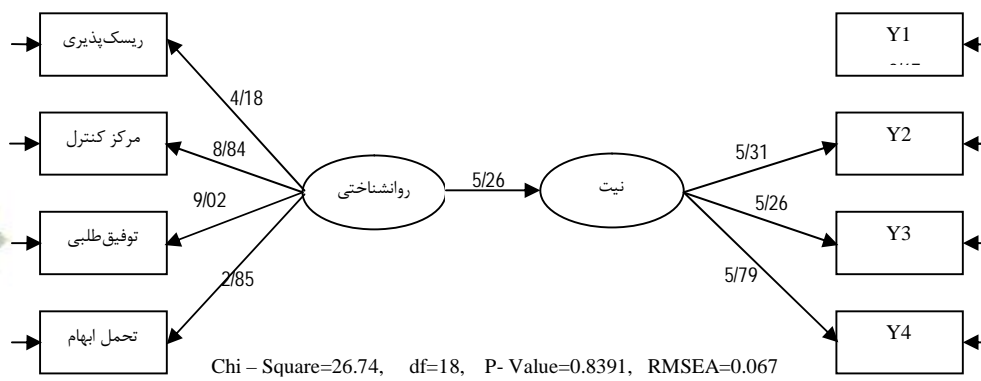 ریسک‌پذیری
مرکز کنترل
توفیق‌طلبی
تحمل ابهام
4/18
8/84
9/02
2/85
روانشناختی
5/26
نیت
5/31
5/26
5/79
Y1
Y2
Y3
Y4
Chi – Square=26.74, df=18, P- Value=0.8391, RMSEA=0.067